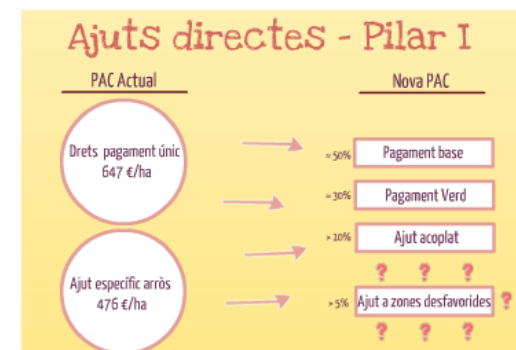 Ajuts directes - Pilar I
PAC Actual
Nova PAC
Drets pagament únic
647 €/ha
≈50% Pagament base
≈30% Pagament Verd
> 10% Ajut acoplat
? ? ?
Ajut específic arròs
476 €/ha
>5% Ajut a zones desfavorides ?
? ? ?